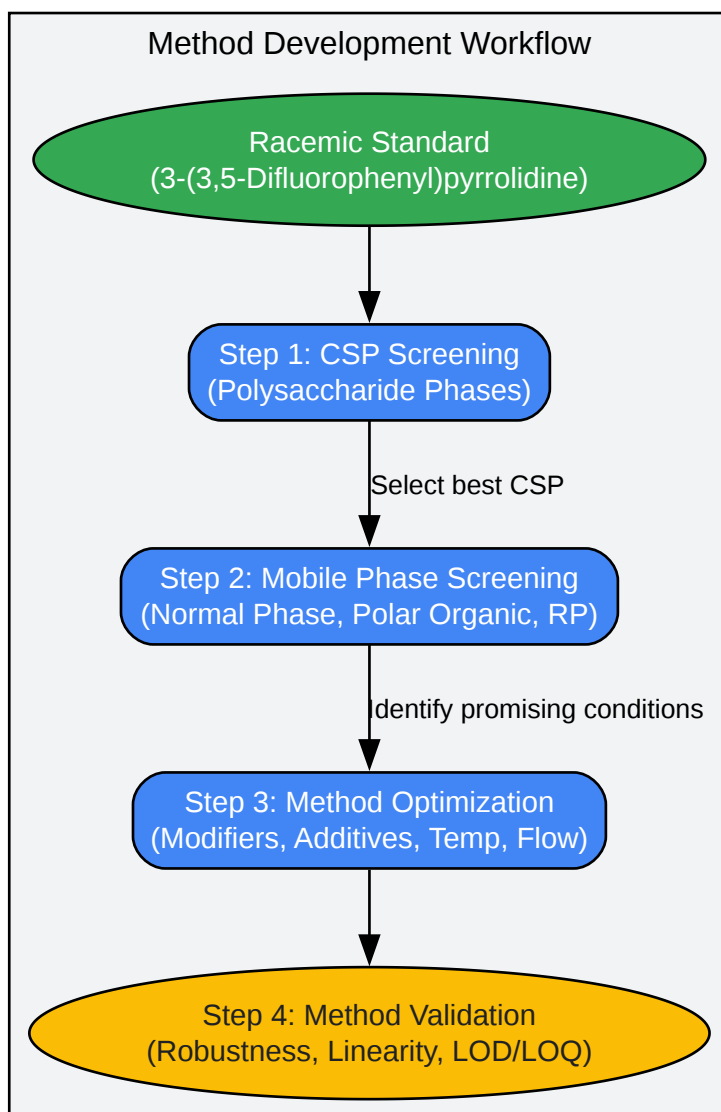 Method Development Workflow
Racemic Standard
(3-(3,5-Difluorophenyl)pyrrolidine)
Step 1: CSP Screening
(Polysaccharide Phases)
Select best CSP
Step 2: Mobile Phase Screening
(Normal Phase, Polar Organic, RP)
Identify promising conditions
Step 3: Method Optimization
(Modifiers, Additives, Temp, Flow)
Step 4: Method Validation
(Robustness, Linearity, LOD/LOQ)